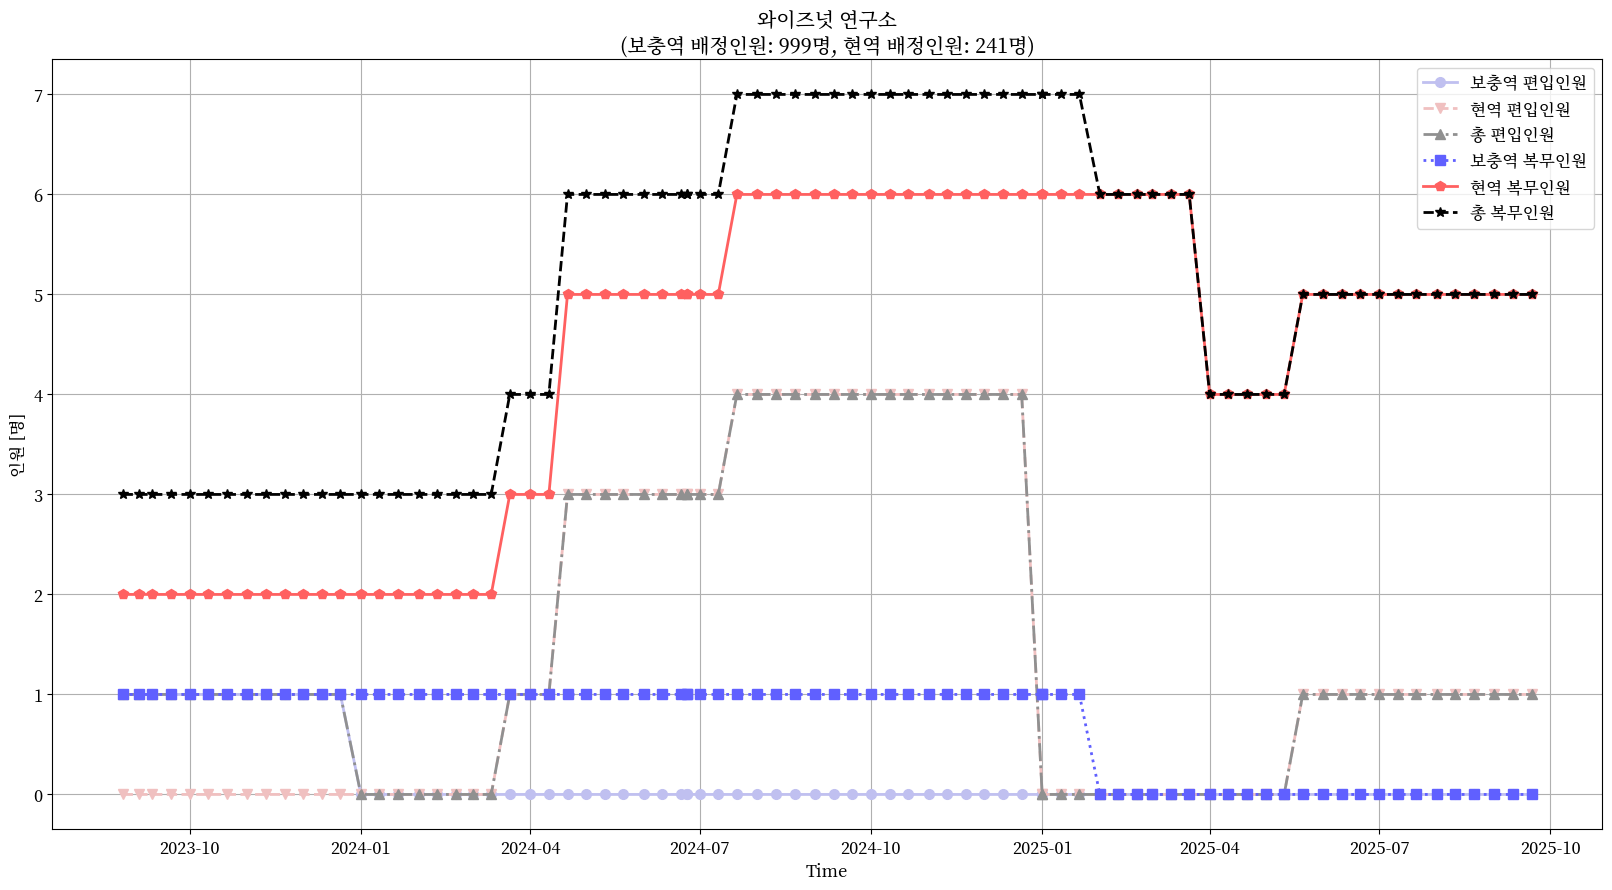 와이즈넛 연구소
(보충역 배정인원: 999명, 현역 배정인원: 241명)
보충역 편입인원
현역 편입인원
총 편입인원
보충역 복무인원
현역 복무인원
총 복무인원
인원 [명]
7
6
5
4
3
2
1
0
2023-10
2024-01
2024-04
2024-07
2024-10
2025-01
2025-04
2025-07
2025-10
Time